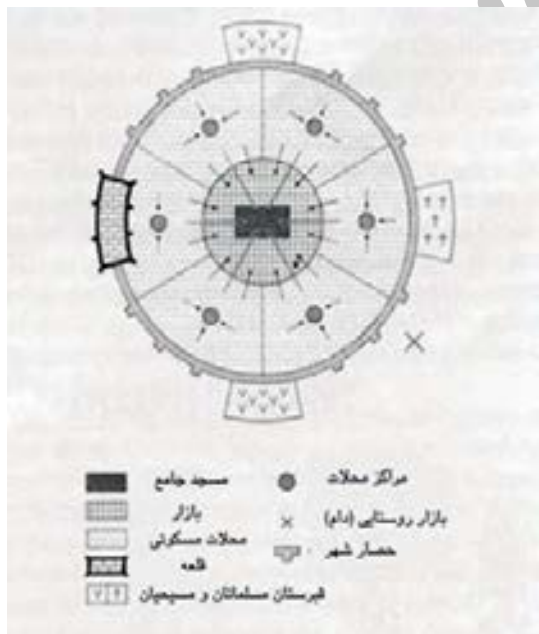 مسجد جامع
بازار
محلات مسکونی
قلعه
قبرستان مسلمانان و مسیحیان
مراکز محلات
بازار روستایی (دام)
حصار شهر